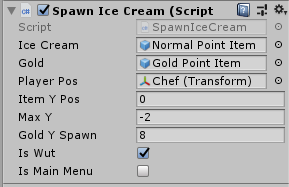 Spawn Ice Cream (Script
Script SpawnIceCream
Ice Cream Normal Point Item
Gold Gold Point Item
Player Pos Chef (Transform)
Item Y Pos 0
Max Y -2
Gold Y Spawn 8
Is Wut
Is Main Menu